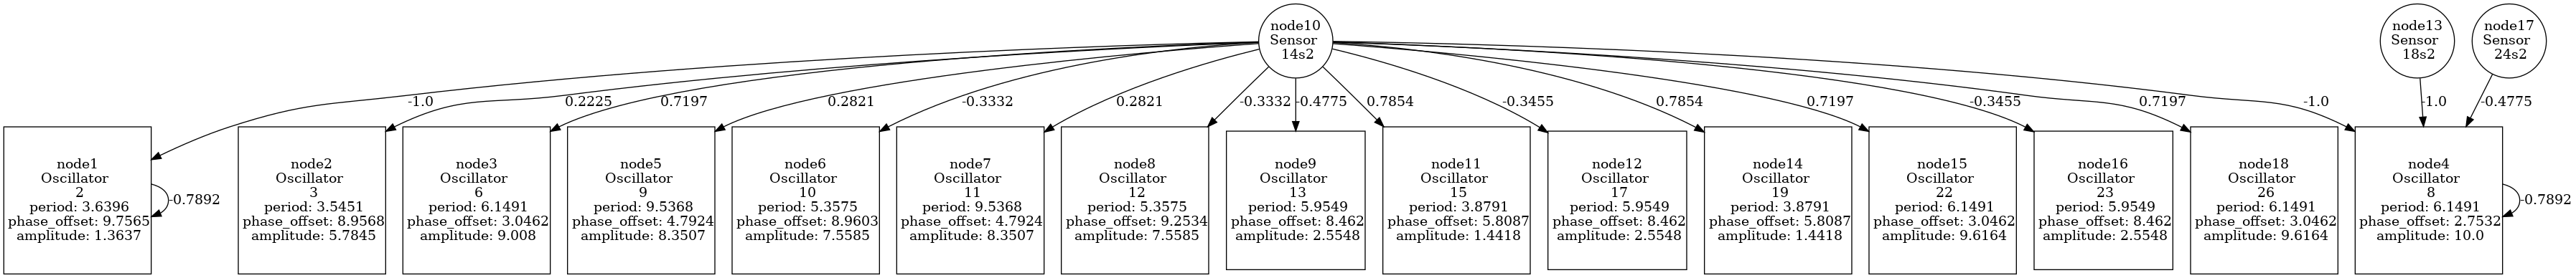 node10
Sensor
14s2
node13
Sensor
18s2
node17
Sensor
24s2
-1.0
0.2225
0.7197
0.2821
-0.3332
0.2821
-0.3332
-0.4775
0.7854
-0.3455
0.7854
0.7197
-0.3455
0.7197
-1.0
-1.0
-0.4775
node1
Oscillator
2
period: 3.6396
phase_offset: 9.7565
amplitude: 1.3637
-0.7892
node2
Oscillator
3
period: 3.5451
phase_offset: 8.9568
amplitude: 5.7845
node3
Oscillator
6
period: 6.1491
phase_offset: 3.0462
amplitude: 9.008
node5
Oscillator
9
period: 9.5368
phase_offset: 4.7924
amplitude: 8.3507
node6
Oscillator
10
period: 5.3575
phase_offset: 8.9603
amplitude: 7.5585
node7
Oscillator
11
period: 9.5368
phase_offset: 4.7924
amplitude: 8.3507
node8
Oscillator
12
period: 5.3575
phase_offset: 9.2534
amplitude: 7.5585
node9
Oscillator
13
period: 5.9549
phase_offset: 8.462
amplitude: 2.5548
node11
Oscillator
15
period: 3.8791
phase_offset: 5.8087
amplitude: 1.4418
node12
Oscillator
17
period: 5.9549
phase_offset: 8.462
amplitude: 2.5548
node14
Oscillator
19
period: 3.8791
phase_offset: 5.8087
amplitude: 1.4418
node15
Oscillator
22
period: 6.1491
phase_offset: 3.0462
amplitude: 9.6164
node16
Oscillator
23
period: 5.9549
phase_offset: 8.462
amplitude: 2.5548
node18
Oscillator
26
period: 6.1491
phase_offset: 3.0462
amplitude: 9.6164
node4
Oscillator
8
period: 6.1491
phase_offset: 2.7532
amplitude: 10.0
-0.7892